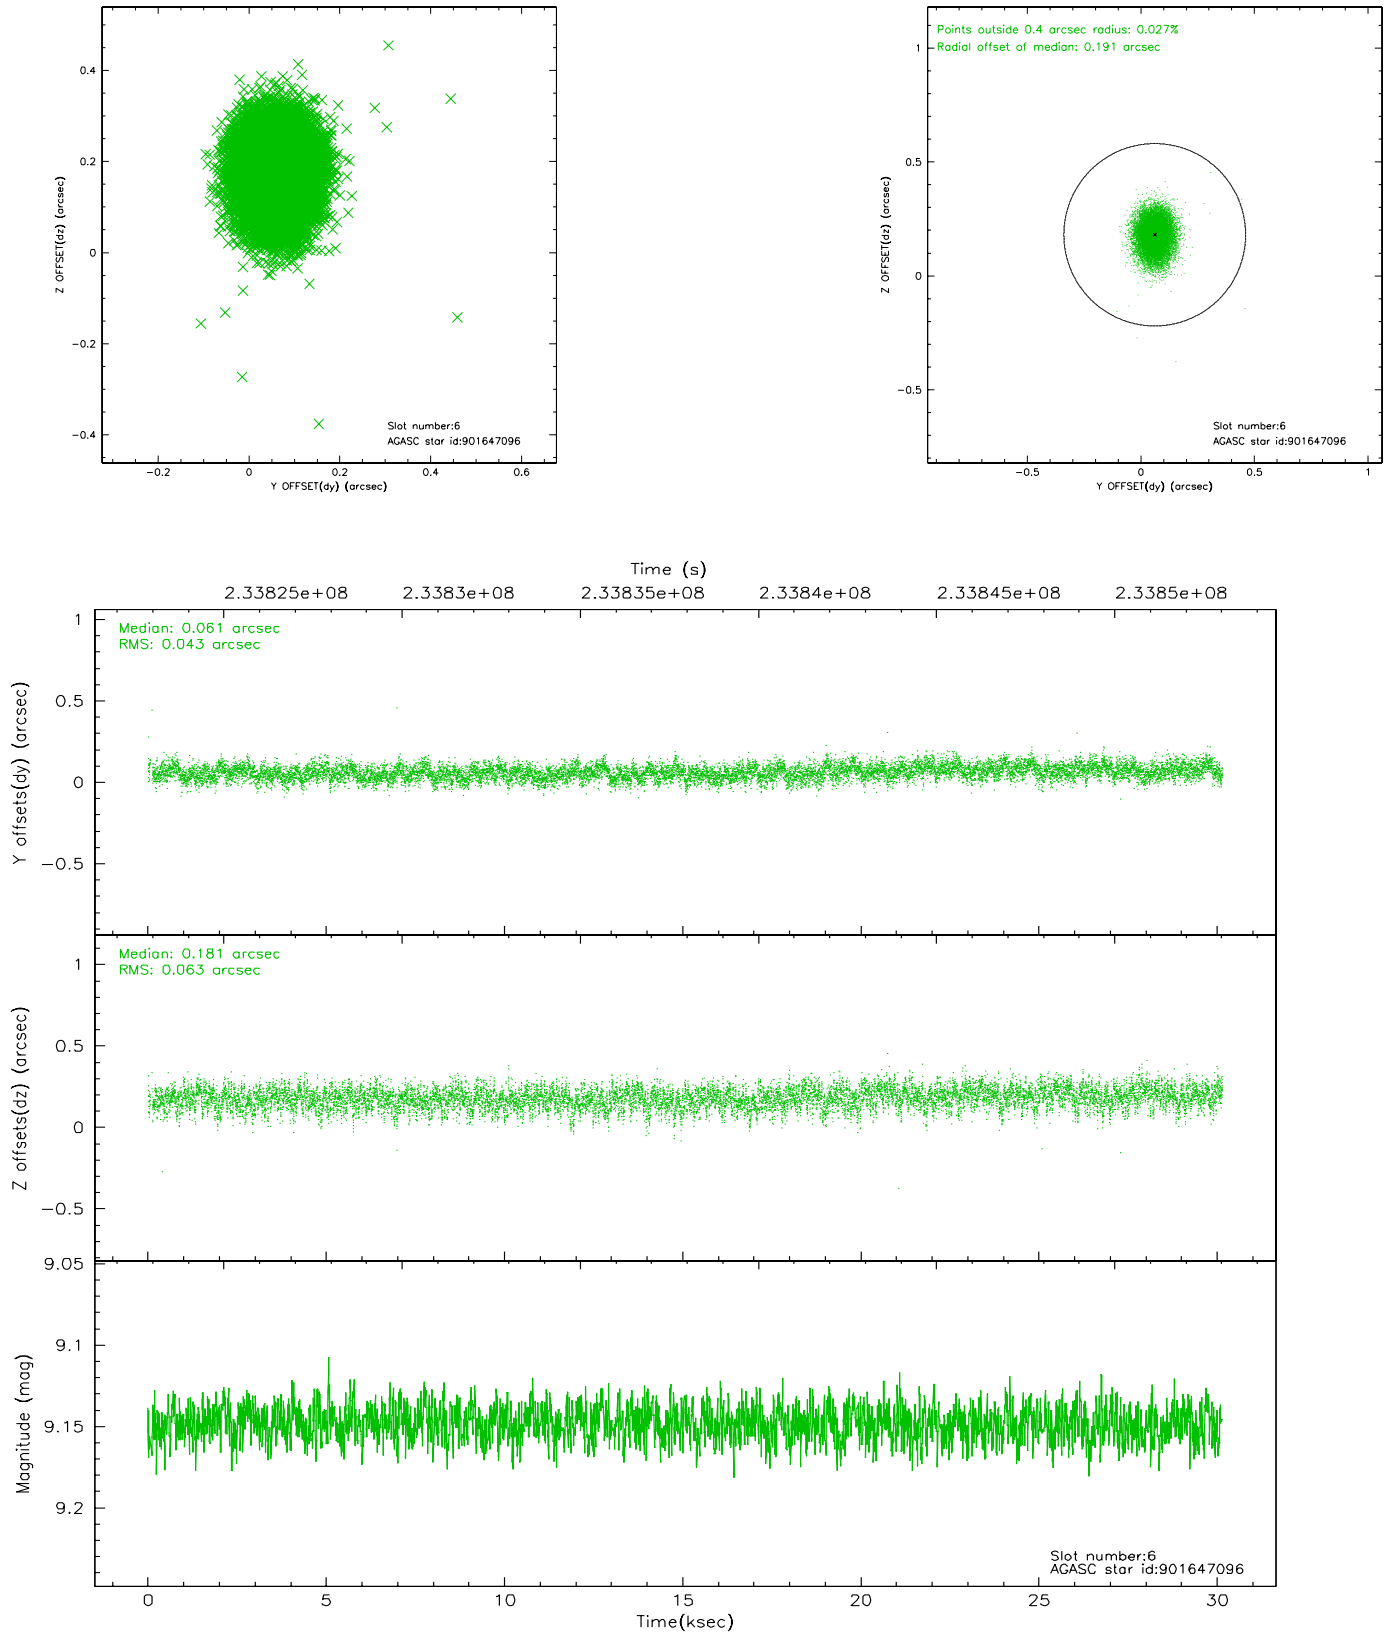 0.4
0.2
0
−0.2
−0.4
Z OFFSET(dz) (arcsec)
Slot number:6
AGASC star id:901647096
−0.2 0 0.2 0.4 0.6
Y OFFSET(dy) (arcsec)
Points outside 0.4 arcsec radius: 0.027%
Radial offset of median: 0.191 arcsec
1
0.5
0
−0.5
Z OFFSET(dz) (arcsec)
Slot number:6
AGASC star id:901647096
−0.5 0 0.5 1
Y OFFSET(dy) (arcsec)
Time (s)
2.33825e+08 2.3383e+08 2.33835e+08 2.3384e+08 2.33845e+08 2.3385e+08
Median: 0.061 arcsec
RMS: 0.043 arcsec
1
0.5
0
−0.5
Y offsets(dy) (arcsec)
Median: 0.181 arcsec
RMS: 0.063 arcsec
1
0.5
0
−0.5
Z offsets(dz) (arcsec)
9.05
9.1
9.15
9.2
Magnitude (mag)
Slot number:6
AGASC star id:901647096
0 5 10 15 20 25 30
Time(ksec)